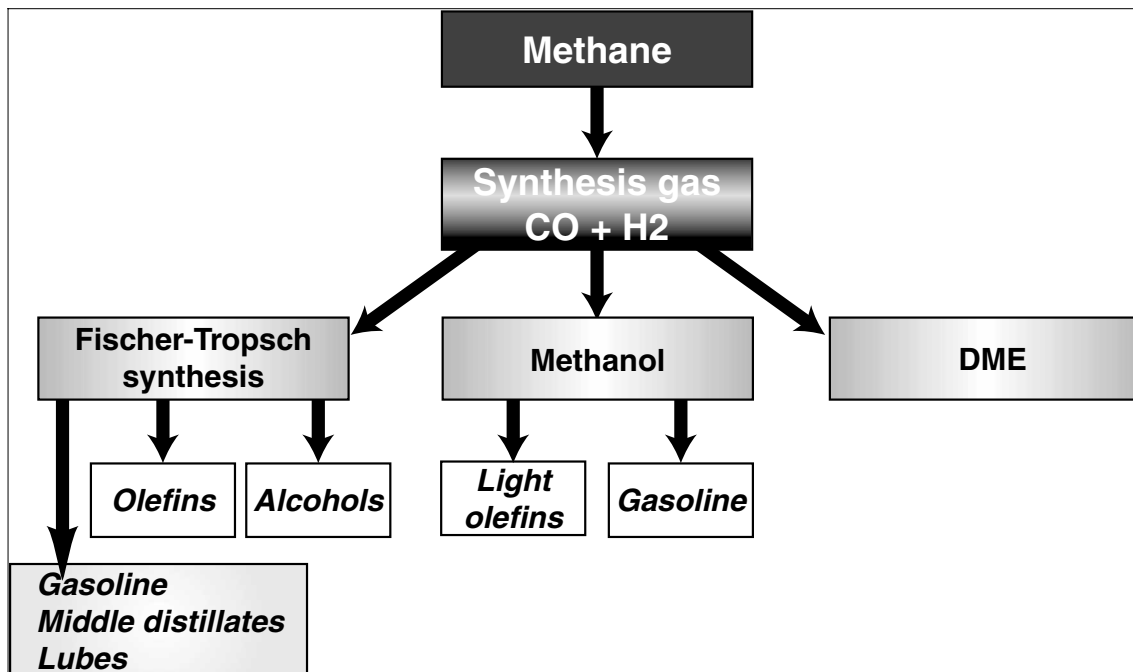 Methane
Synthesis gas
CO + H2
Fischer-Tropsch
synthesis
Methanol
DME
Olefins
Alcohols
Light
olefins
Gasoline
Gasoline
Middle distillates
Lubes